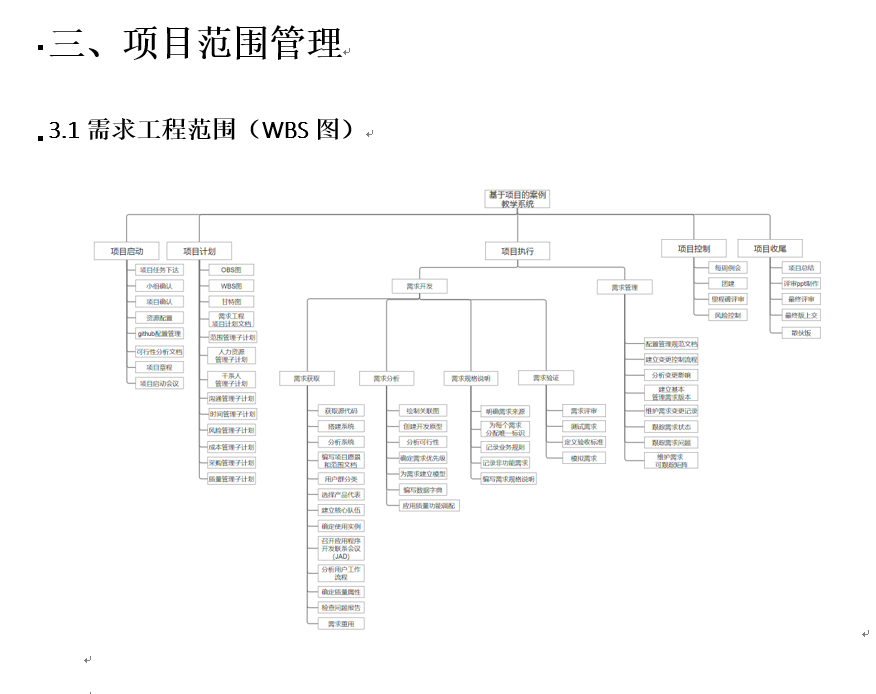 三、项目范围管理
3.1 需求工程范围（WBS 图）
基于项目的案例
教学系统
项目启动
项目计划
项目执行
项目控制
项目收尾
项目任务下达
小组确认
项目确认
资源配置
github配置管理
可行性分析文档
项目章程
项目启动会议
OBS图
WBS图
甘特图
需求工程
项目计划文档
范围管理子计划
人力资源
管理子计划
干系人
管理子计划
沟通管理子计划
时间管理子计划
风险管理子计划
成本管理子计划
采购管理子计划
质量管理子计划
需求开发
需求管理
需求获取
需求分析
需求规格说明
需求验证
获取源代码
搭建系统
分析系统
编写项目愿景
和范围文档
用户群分类
选择产品代表
建立核心队伍
确定使用实例
召开应用程序
开发联系会议
（JAD）
分析用户工作
流程
确定质量属性
检查问题报告
需求重用
绘制关联图
创建开发原型
分析可行性
确定需求优先级
为需求建立模型
编写数据字典
应用质量功能调配
明确需求来源
为每个需求
分配唯一标识
记录业务规则
记录非功能需求
编写需求规格说明
需求评审
测试需求
定义验收标准
模拟需求
配置管理规范文档
建立变更控制流程
分析变更影响
建立基本
管理需求版本
维护需求变更记录
跟踪需求状态
跟踪需求问题
维护需求
可跟踪矩阵
每周例会
团建
里程碑评审
风险控制
项目总结
评审ppt制作
最终评审
最终版上交
散伙饭